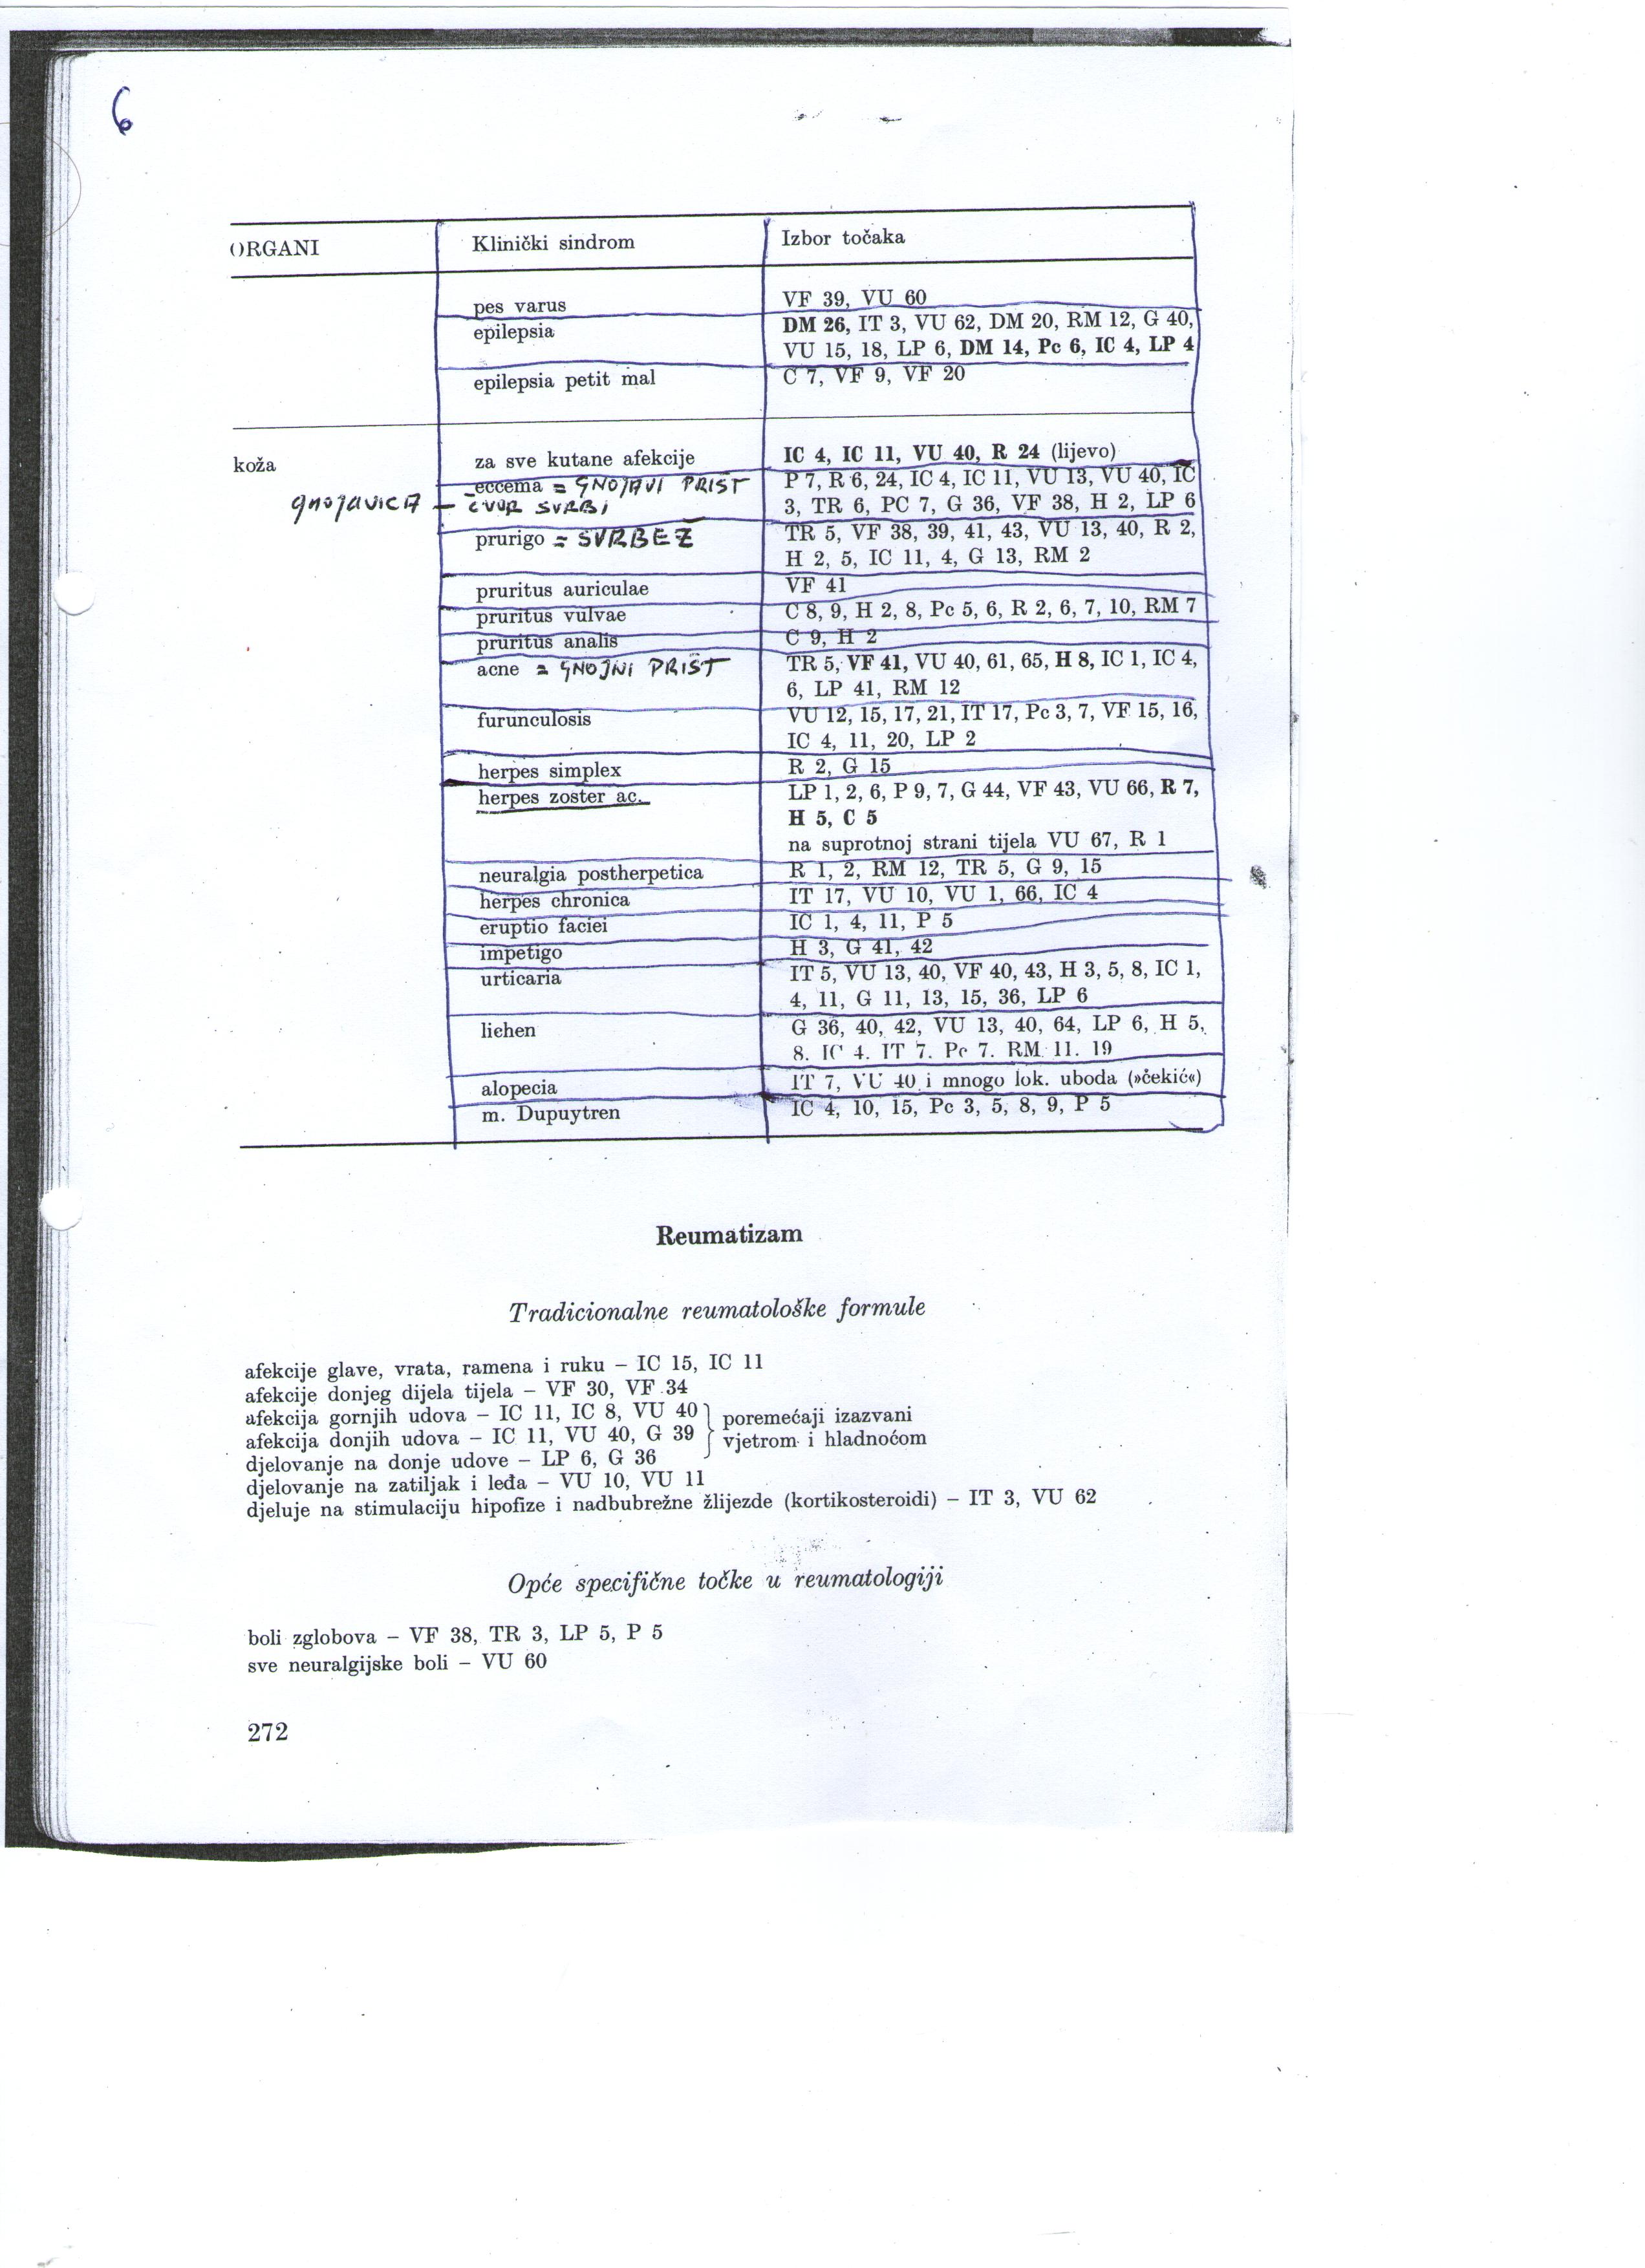 6
ORGANI Klinički sindrom Izbor točaka
pes varus VF 39, VU 60
epilepsia DM 26, IT 3, VU 62, DM 20, RM 12, G 40,
VU 15, 18, LP 6, DM 14, Pc 6, IC 4, LP 4
epilepsia petit mal C 7, VF 9, VF 20
koža za sve kutane afekcije IC 4, IC 11, VU 40, R 24 (lijevo)
eccema = GNOJAVI PRIŠT P 7, R 6, 24, IC 4, IC 11, VU 13, VU 40, IC
gnojavica – ČVOR SVRBI 3, TR 6, PC 7, G 36, VF 38, H 2, LP 6
prurigo = SVRBEŽ TR 5, VF 38, 39, 41, 43, VU 13, 40, R 2,
H 2, 5, IC 11, 4, G 13, RM 2
pruritus auriculae VF 41
pruritus vulvae C 8, 9, H 2, 8, Pc 5, 6, R 2, 6, 7, 10, RM 7
pruritus analis C 9, H 2
acne = GNOJNI PRIŠT TR 5, VF 41, VU 40, 61, 65, H 8, IC 1, IC 4,
6, LP 41, RM 12
furunculosis VU 12, 15, 17, 21, IT 17, Pc 3, 7, VF 15, 16,
IC 4, 11, 20, LP 2
herpes simplex R 2, G 15
herpes zoster ac. LP 1, 2, 6, P 9, 7, G 44, VF 43, VU 66, R 7,
H 5, C 5
na suprotnoj strani tijela VU 67, R 1
neuralgia postherpetica R 1, 2, RM 12, TR 5, G 9, 15
herpes chronica IT 17, VU 10, VU 1, 66, IC 4
eruptio faciei IC 1, 4, 11, P 5
impetigo H 3, G 41, 42
urticaria IT 5, VU 13, 40, VF 40, 43, H 3, 5, 8, IC 1,
4, 11, G 11, 13, 15, 36, LP 6
liehen G 36, 40, 42, VU 13, 40, 64, LP 6, H 5,
8. IC 4. IT 7. Pc 7. RM 11. 19
alopecia IT 7, VU 40 i mnogo lok. uboda (»čekić«)
m. Dupuytren IC 4, 10, 15, Pc 3, 5, 8, 9, P 5
Reumatizam
Tradicionalne reumatološke formule
afekcije glave, vrata, ramena i ruku – IC 15, IC 11
afekcije donjeg dijela tijela – VF 30, VF 34
afekcija gornjih udova – IC 11, IC 8, VU 40 } poremećaji izazvani
afekcija donjih udova – IC 11, VU 40, G 39 } vjetrom i hladnoćom
djelovanje na donje udove – LP 6, G 36
djelovanje na zatiljak i leđa – VU 10, VU 11
djeluje na stimulaciju hipofize i nadbubrežne žlijezde (kortikosteroidi) – IT 3, VU 62
Opće specifične točke u reumatologiji
boli zglobova – VF 38, TR 3, LP 5, P 5
sve neuralgijske boli – VU 60
272